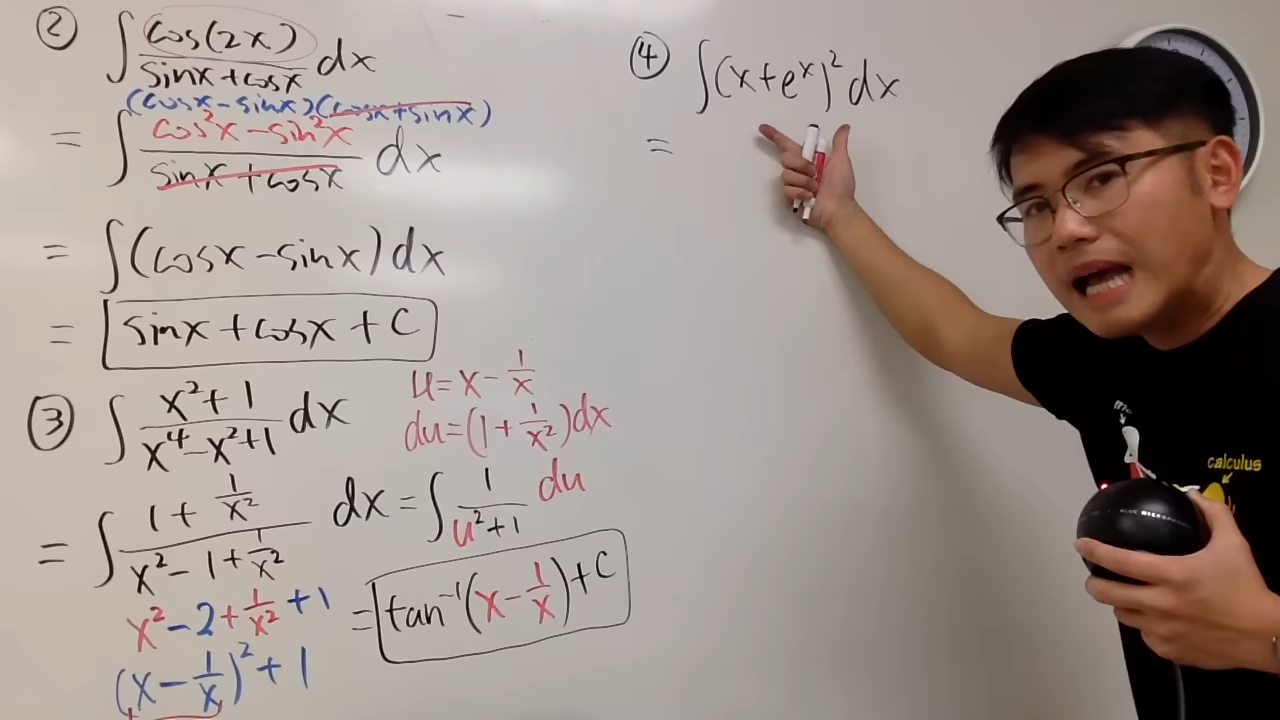 ② ∫ cos(2x) / (sinx + cosx) dx
(cosx - sinx)(cosx + sinx)
= ∫ (cos²x - sin²x) / (sinx + cosx) dx
= ∫ (cosx - sinx) dx
= sinx + cosx + C
③ ∫ (x² + 1) / (x⁴ - x² + 1) dx
u = x - 1/x
du = (1 + 1/x²) dx
= ∫ (1 + 1/x²) / (x² - 1 + 1/x²) dx = ∫ 1 / (u² + 1) du
x² - 2 + 1/x² + 1
(x - 1/x)² + 1
= tan⁻¹(x - 1/x) + C
④ ∫ (x + eˣ)² dx
=
calculus